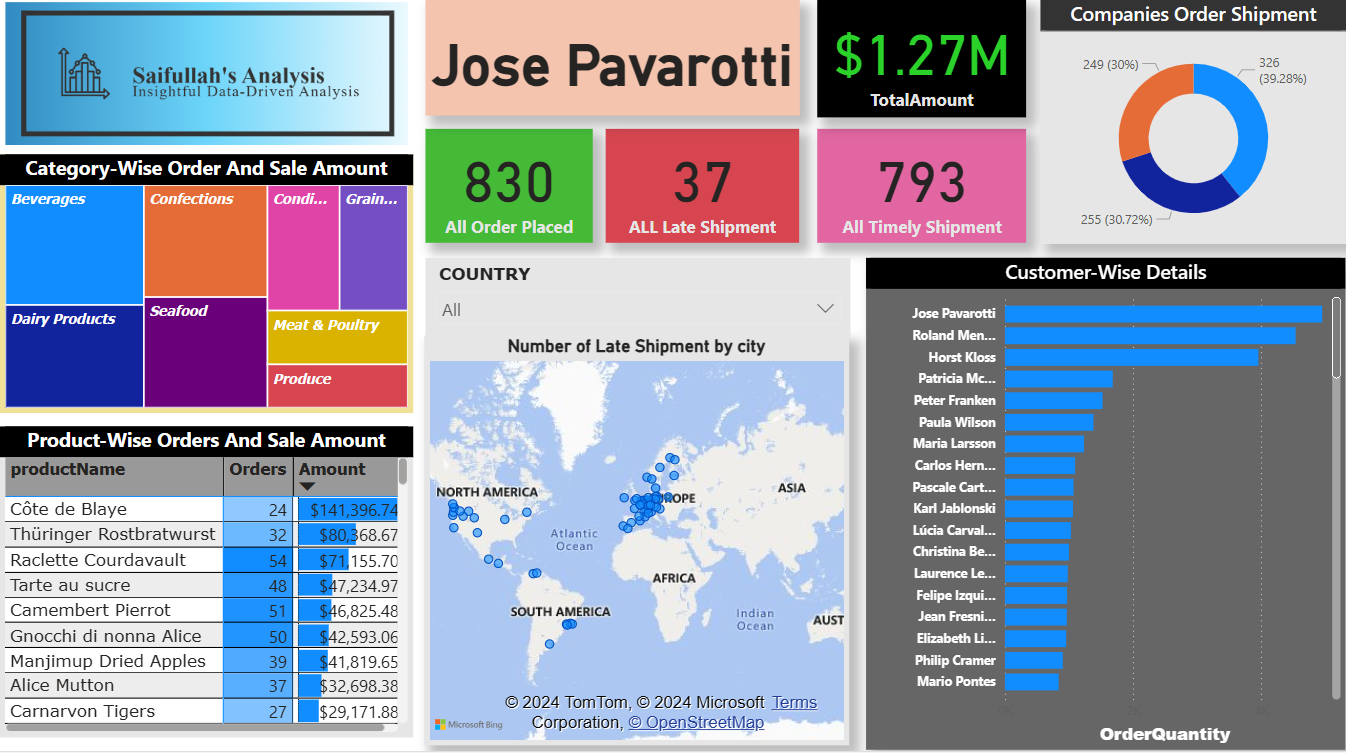 Saifullah's Analysis
Insightful Data-Driven Analysis
Jose Pavarotti
$1.27M
TotalAmount
Companies Order Shipment
249 (30%)
326
(39.28%)
255 (30.72%)
830
All Order Placed
37
ALL Late Shipment
793
All Timely Shipment
Category-Wise Order And Sale Amount
Beverages
Confections
Condi...
Grain...
Dairy Products
Seafood
Meat & Poultry
Produce
Product-Wise Orders And Sale Amount
productName Orders Amount
Côte de Blaye 24 $141,396.74
Thüringer Rostbratwurst 32 $80,368.67
Raclette Courdavault 54 $71,155.70
Tarte au sucre 48 $47,234.97
Camembert Pierrot 51 $46,825.48
Gnocchi di nonna Alice 50 $42,593.06
Manjimup Dried Apples 39 $41,819.65
Alice Mutton 37 $32,698.38
Carnarvon Tigers 27 $29,171.88
COUNTRY
All
Number of Late Shipment by city
NORTH AMERICA
ASIA
Atlantic
Ocean
AFRICA
SOUTH AMERICA
Indian
Ocean
AUST
© 2024 TomTom, © 2024 Microsoft Terms
Corporation, © OpenStreetMap
Microsoft Bing
Customer-Wise Details
Jose Pavarotti
Roland Men...
Horst Kloss
Patricia Mc...
Peter Franken
Paula Wilson
Maria Larsson
Carlos Hern...
Pascale Cart...
Karl Jablonski
Lúcia Carval...
Christina Be...
Laurence Le...
Felipe Izqui...
Jean Fresni...
Elizabeth Li...
Philip Cramer
Mario Pontes
OrderQuantity